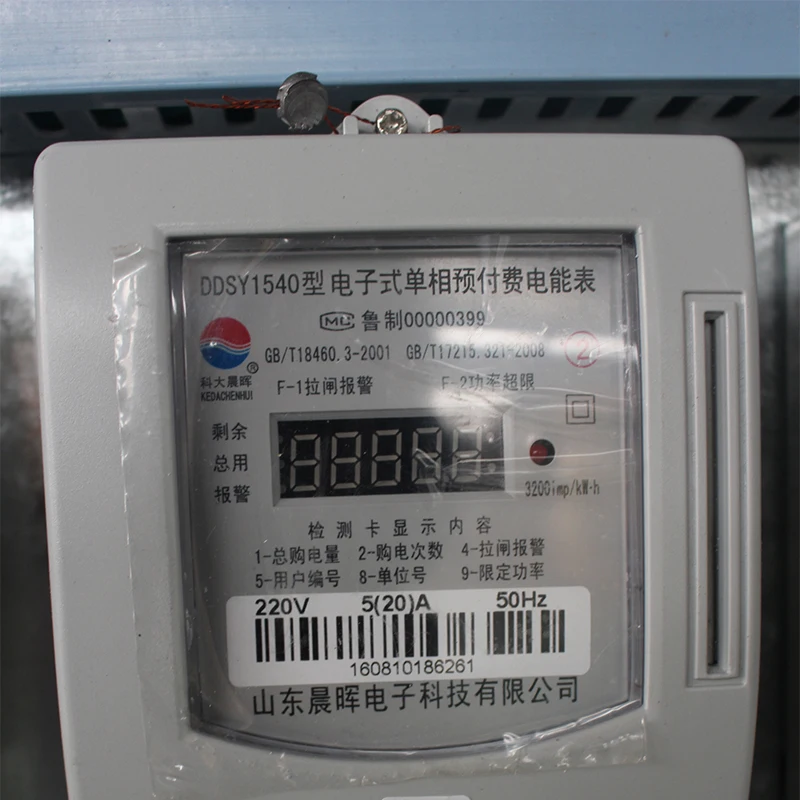 DDSY1540型 电子式单相预付费电能表
MC 鲁制00000399
GB/T18460.3-2001 GB/T17215.321-2008
②
科大晨晖®
KEDACHENHUI
F-1拉闸报警 F-2功率超限
剩余
总用
报警
3200imp/kW·h
检测卡显示内容
1-总购电量 2-购电次数 4-拉闸报警
5-用户编号 8-单位号 9-限定功率
220V 5(20)A 50Hz
160810186261
山东晨晖电子科技有限公司